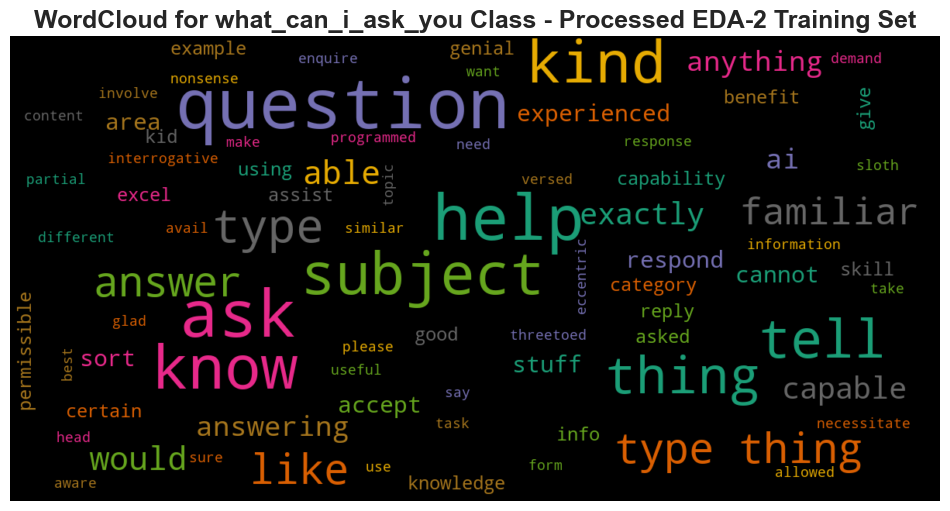 WordCloud for what_can_i_ask_you Class - Processed EDA-2 Training Set
example
enquire
genial
kind
anything
demand
nonsense
want
involve
question
experienced
benefit
give
content
area
kid
make
programmed
need
response
interrogative
using
able
topic
versed
capability
ai
sloth
partial
excel
assist
help
exactly
familiar
different
avail
type
similar
eccentric
information
answer
subject
respond
category
cannot
skill
take
permissible
glad
ask
good
threetoed
reply
asked
tell
best
sort
know
please
useful
stuff
thing
capable
certain
accept
say
head
answering
task
info
type thing
necessitate
would
sure
like
use
knowledge
form
allowed
aware